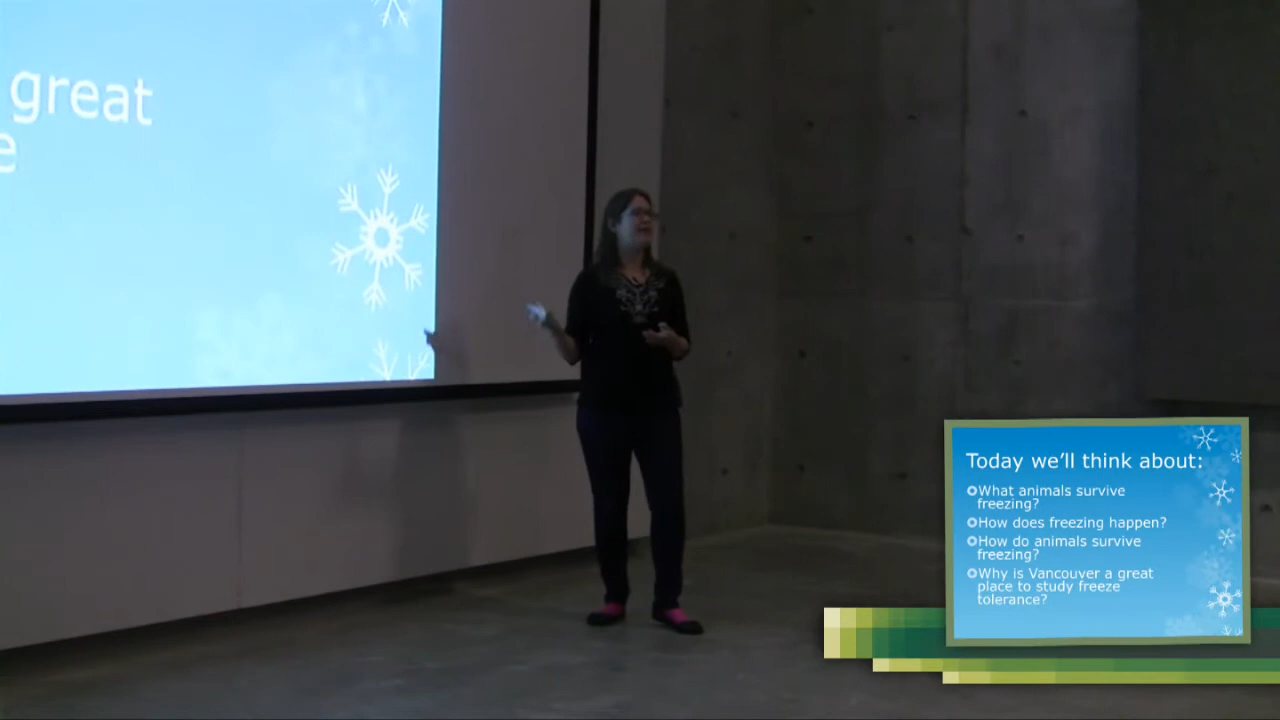 great
e
Today we'll think about:
What animals survive
freezing?
How does freezing happen?
How do animals survive
freezing?
Why is Vancouver a great
place to study freeze
tolerance?